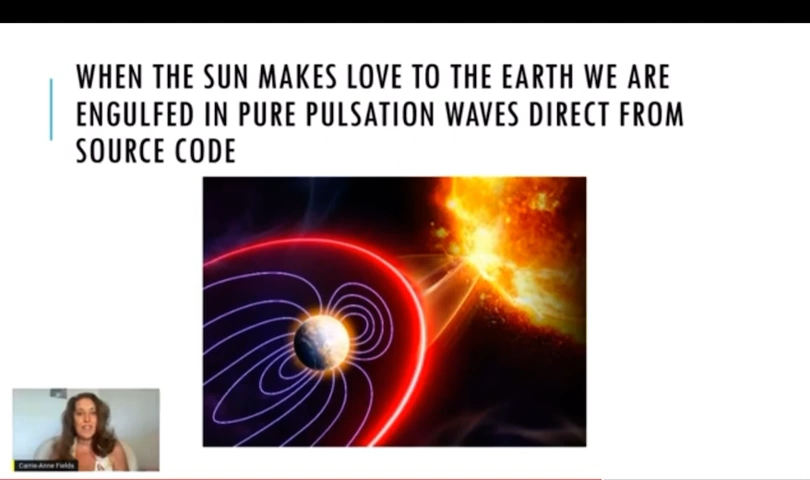 WHEN THE SUN MAKES LOVE TO THE EARTH WE ARE
ENGULFED IN PURE PULSATION WAVES DIRECT FROM
SOURCE CODE
Carrie-Anne Fields